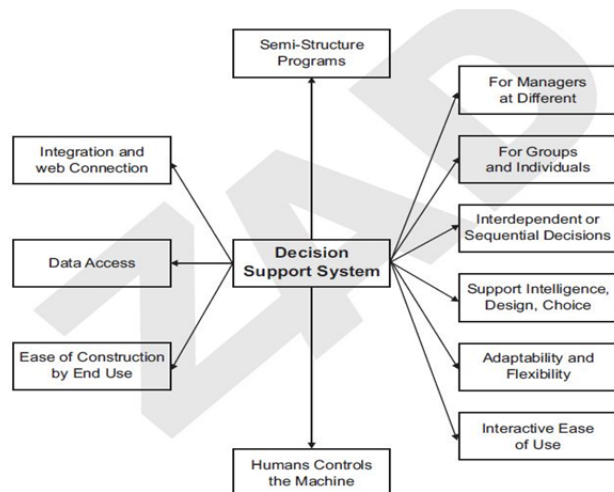 Semi-Structure
Programs
For Managers
at Different
Integration and
web Connection
For Groups
and Individuals
Interdependent or
Sequential Decisions
Data Access
Decision
Support System
Support Intelligence,
Design, Choice
Ease of Construction
by End Use
Adaptability and
Flexibility
Interactive Ease
of Use
Humans Controls
the Machine
ZAD